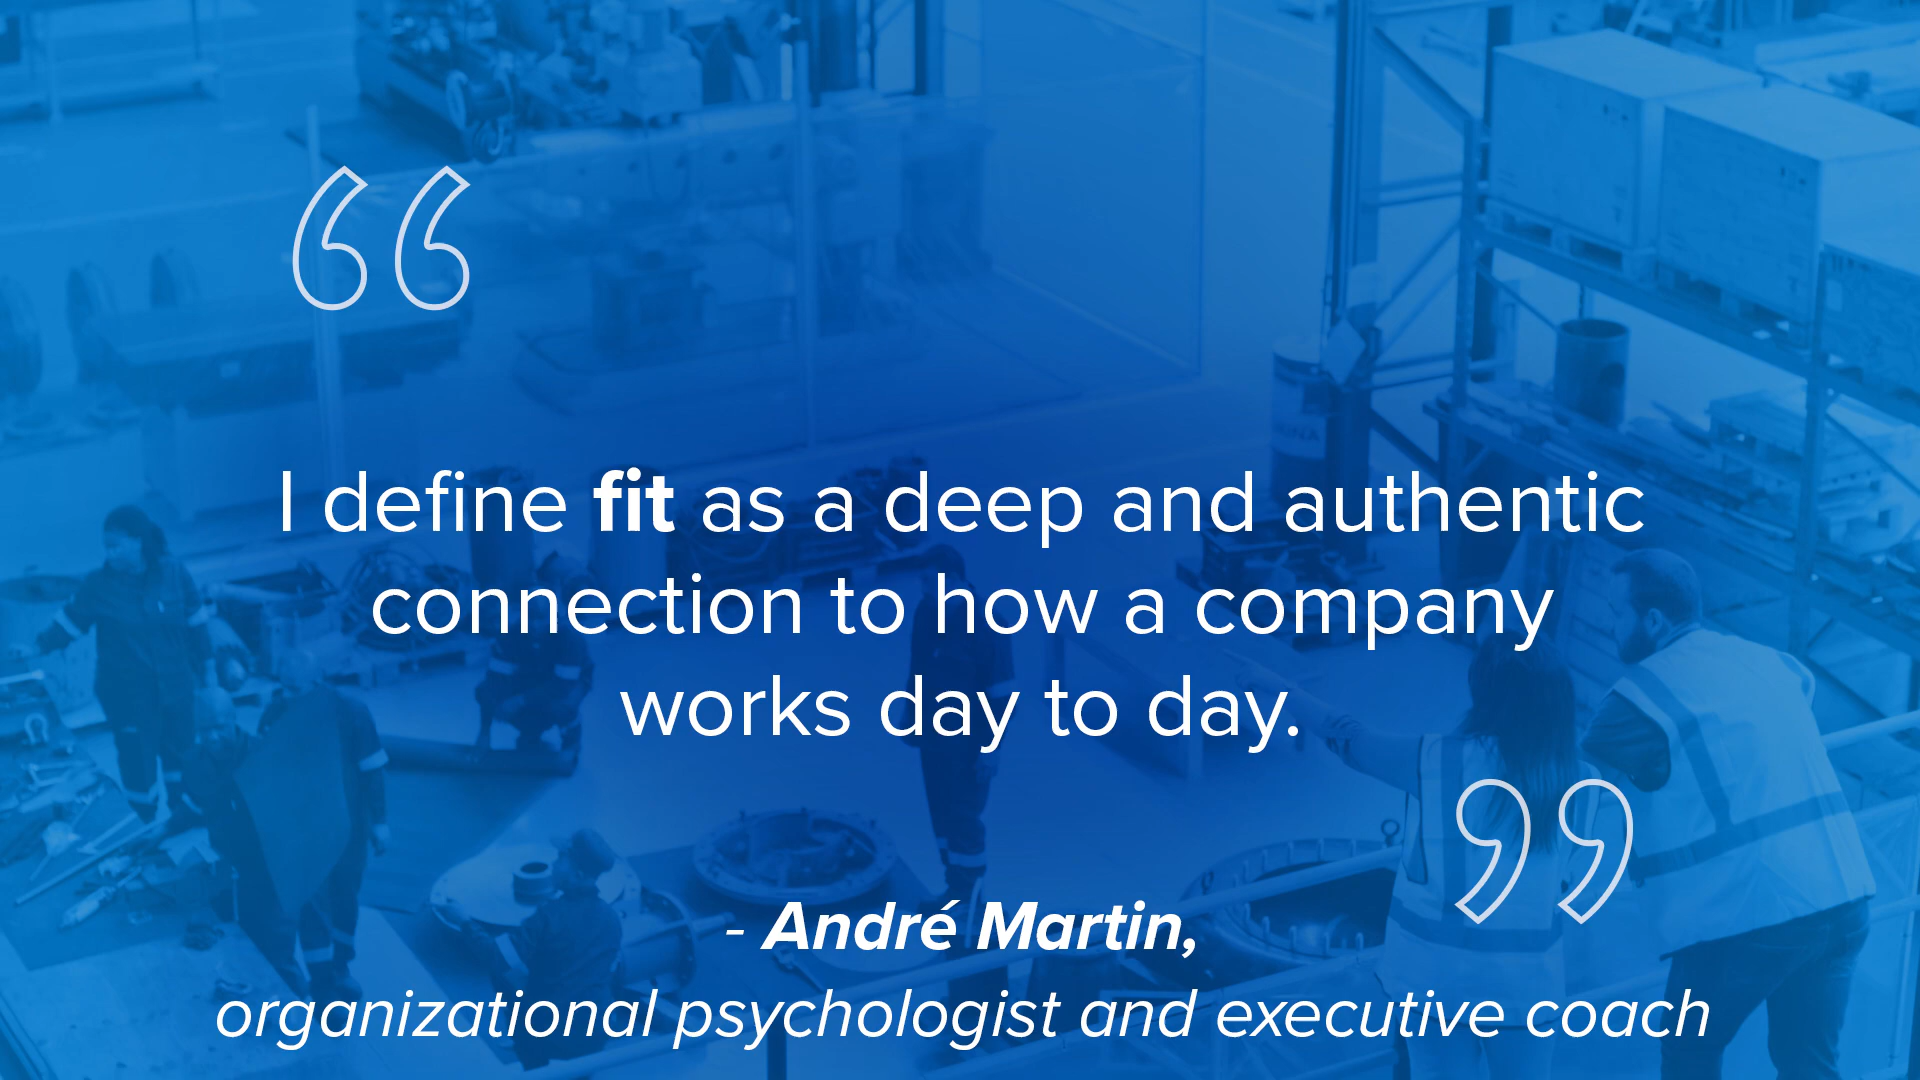 “
I define fit as a deep and authentic
connection to how a company
works day to day.
”
- André Martin,
organizational psychologist and executive coach